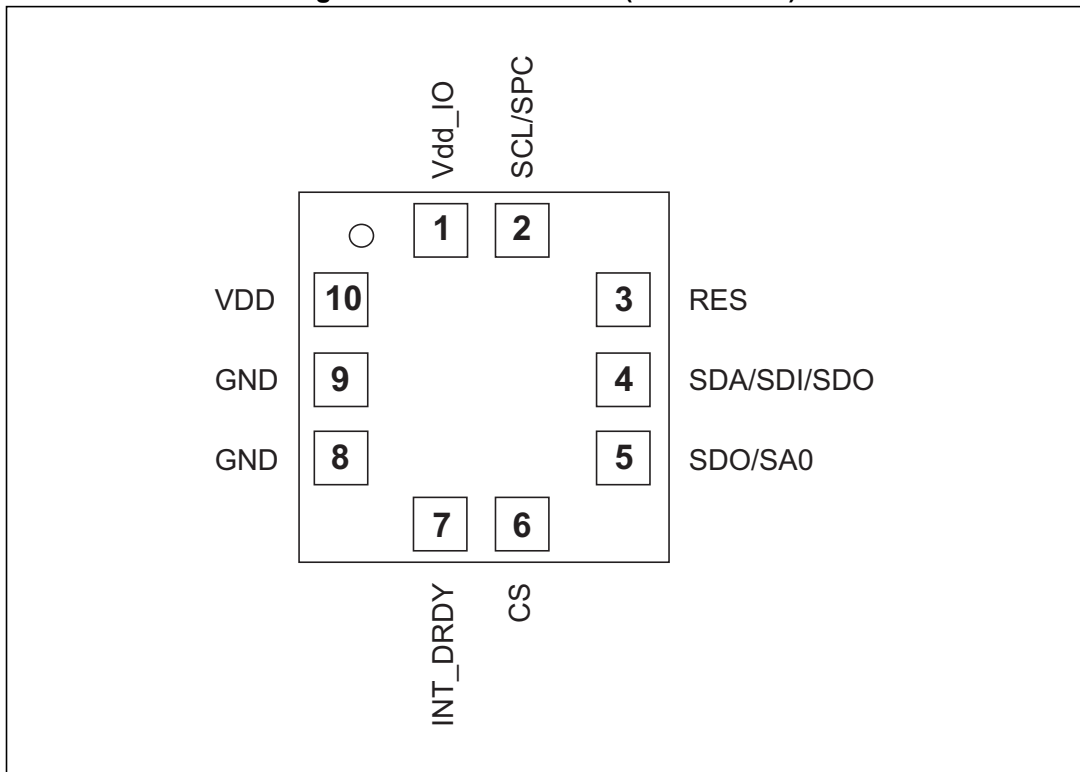 Vdd_IO
SCL/SPC
1 2
VDD 10 3 RES
GND 9 4 SDA/SDI/SDO
GND 8 5 SDO/SA0
7 6
INT_DRDY
CS